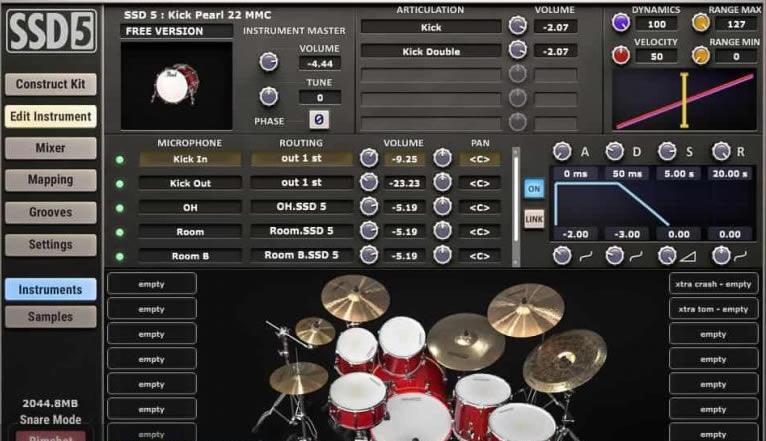 SSD5
Construct Kit
Edit Instrument
Mixer
Mapping
Grooves
Settings
Instruments
Samples
2044.8MB
Snare Mode
Rimshot
SSD 5 : Kick Pearl 22 MMC
FREE VERSION
INSTRUMENT MASTER
VOLUME
-4.44
TUNE
0
PHASE
Ø
ARTICULATION
VOLUME
Kick
-2.07
Kick Double
-2.07
DYNAMICS
RANGE MAX
100
127
VELOCITY
RANGE MIN
50
0
MICROPHONE ROUTING VOLUME PAN
Kick In out 1 st -9.25 <C>
Kick Out out 1 st -23.23 <C>
OH OH.SSD 5 -5.19 <C>
Room Room.SSD 5 -5.19 <C>
Room B Room B.SSD 5 -5.19 <C>
ON
LINK
A D S R
0 ms 50 ms 5.00 s 20.00 s
-2.00 -3.00 0.00 0.00
empty
empty
empty
empty
empty
empty
empty
xtra crash - empty
xtra tom - empty
empty
empty
empty
empty
empty